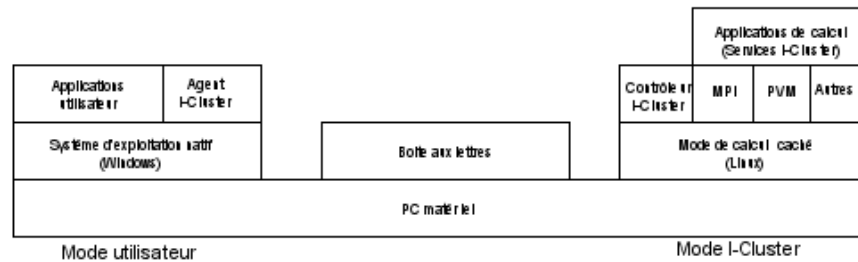 Applications de calcul
(Services I-Cluster)
Applications
utilisateur
Agent
I-Cluster
Contrôleur
I-Cluster
MPI
PVM
Autres
Système d'exploitation natif
(Windows)
Boîte aux lettres
Mode de calcul caché
(Linux)
PC matériel
Mode utilisateur
Mode I-Cluster